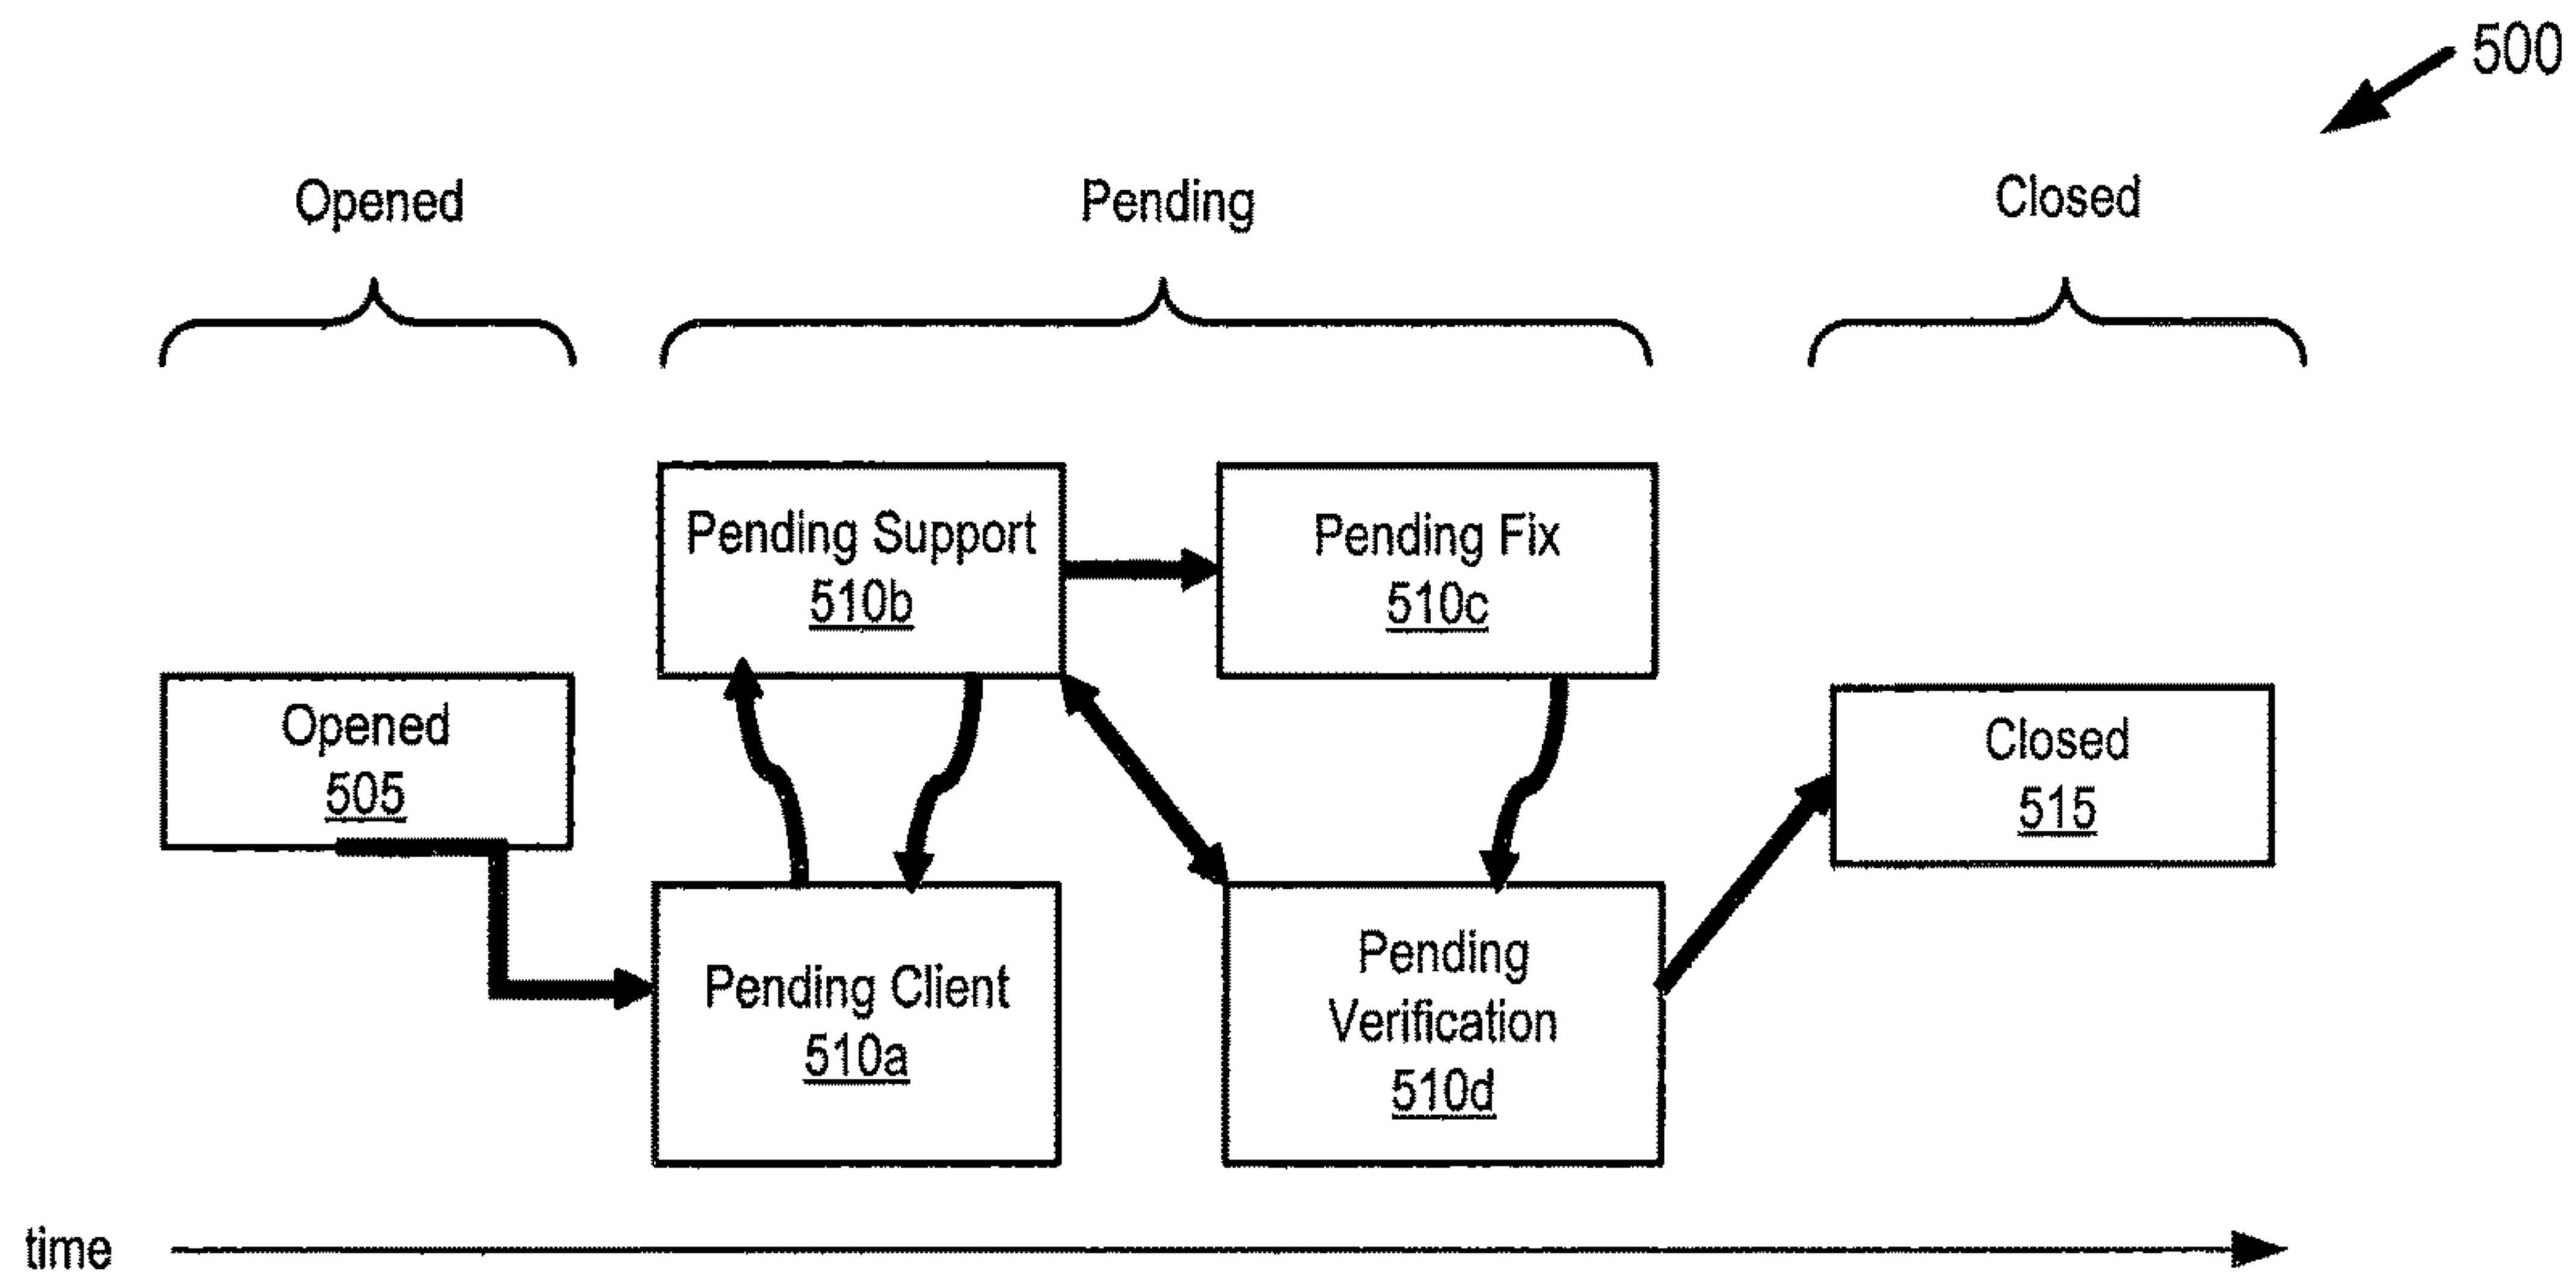 500
Opened
Pending
Closed
Pending Support
510b
Pending Fix
510c
Opened
505
Closed
515
Pending Client
510a
Pending
Verification
510d
time